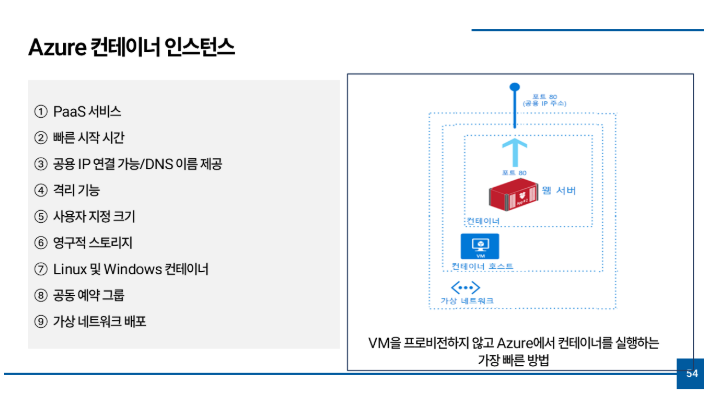 Azure 컨테이너 인스턴스
① PaaS 서비스
② 빠른 시작 시간
③ 공용 IP 연결 가능/DNS 이름 제공
④ 격리 기능
⑤ 사용자 지정 크기
⑥ 영구적 스토리지
⑦ Linux 및 Windows 컨테이너
⑧ 공동 예약 그룹
⑨ 가상 네트워크 배포
포트 80
(공용 IP 주소)
포트 80
웹 서버
컨테이너
VM
컨테이너 호스트
가상 네트워크
VM을 프로비전하지 않고 Azure에서 컨테이너를 실행하는
가장 빠른 방법
54